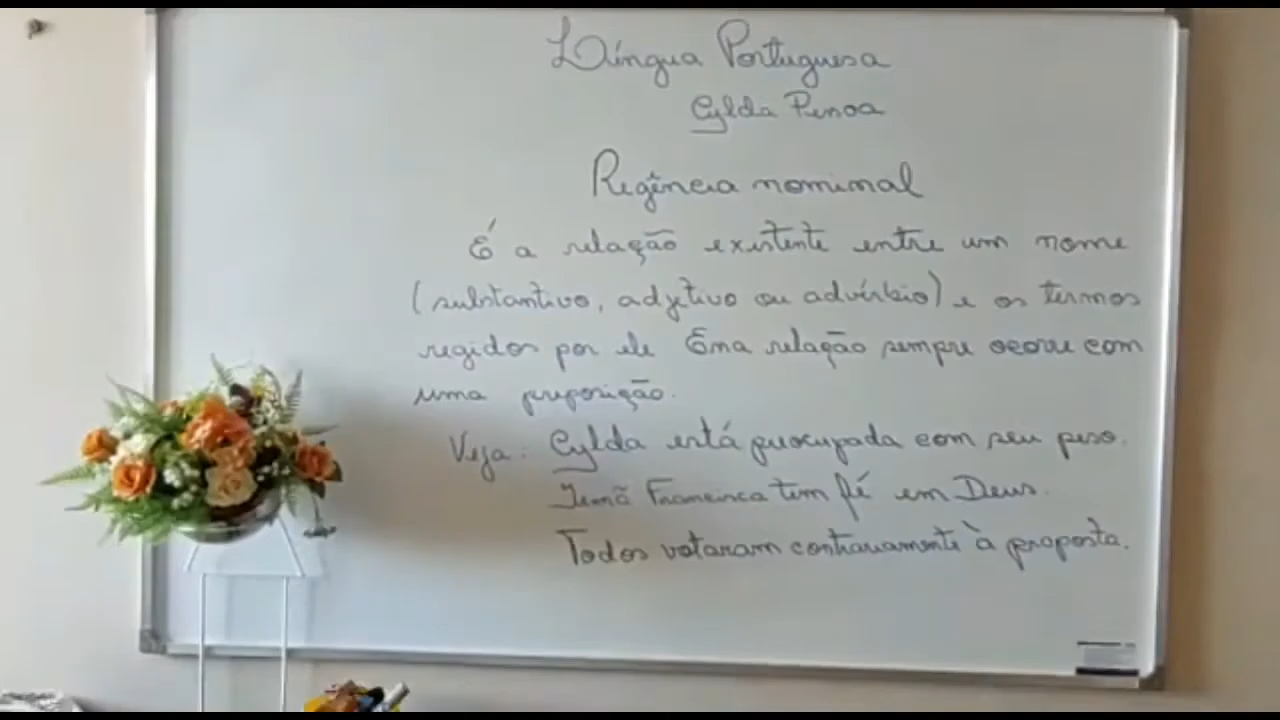 Língua Portuguesa
Cylda Pessoa
Regência nominal
É a relação existente entre um nome
(substantivo, adjetivo ou advérbio) e os termos
regidos por ele Essa relação sempre ocorre com
uma preposição.
Veja: Cylda está preocupada com seu peso.
Irmã Francisca tem fé em Deus.
Todos votaram contrariamente à proposta.